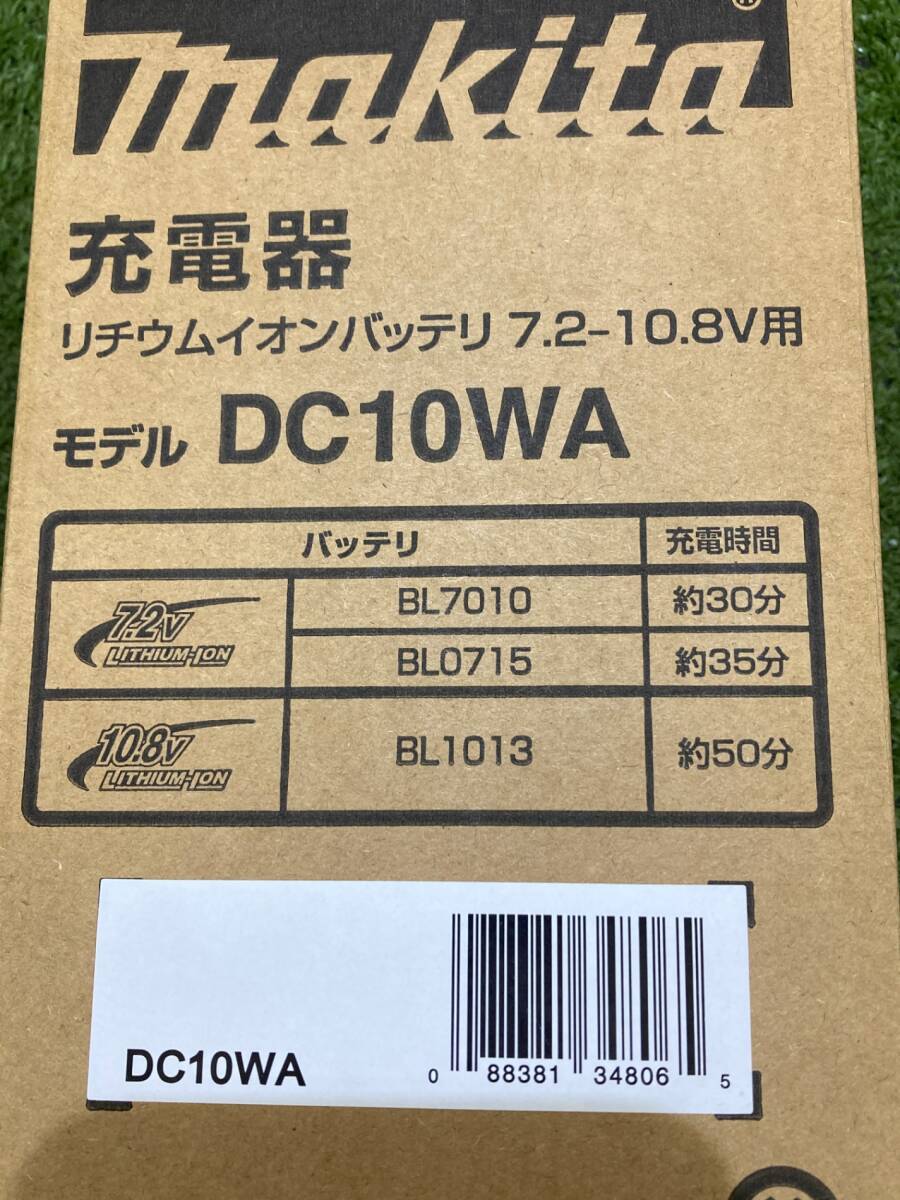 makita®
充電器
リチウムイオンバッテリ 7.2-10.8V用
モデル DC10WA
バッテリ 充電時間
7.2V LITHIUM-ION
BL7010 約30分
BL0715 約35分
10.8V LITHIUM-ION
BL1013 約50分
DC10WA
0 88381 34806 5